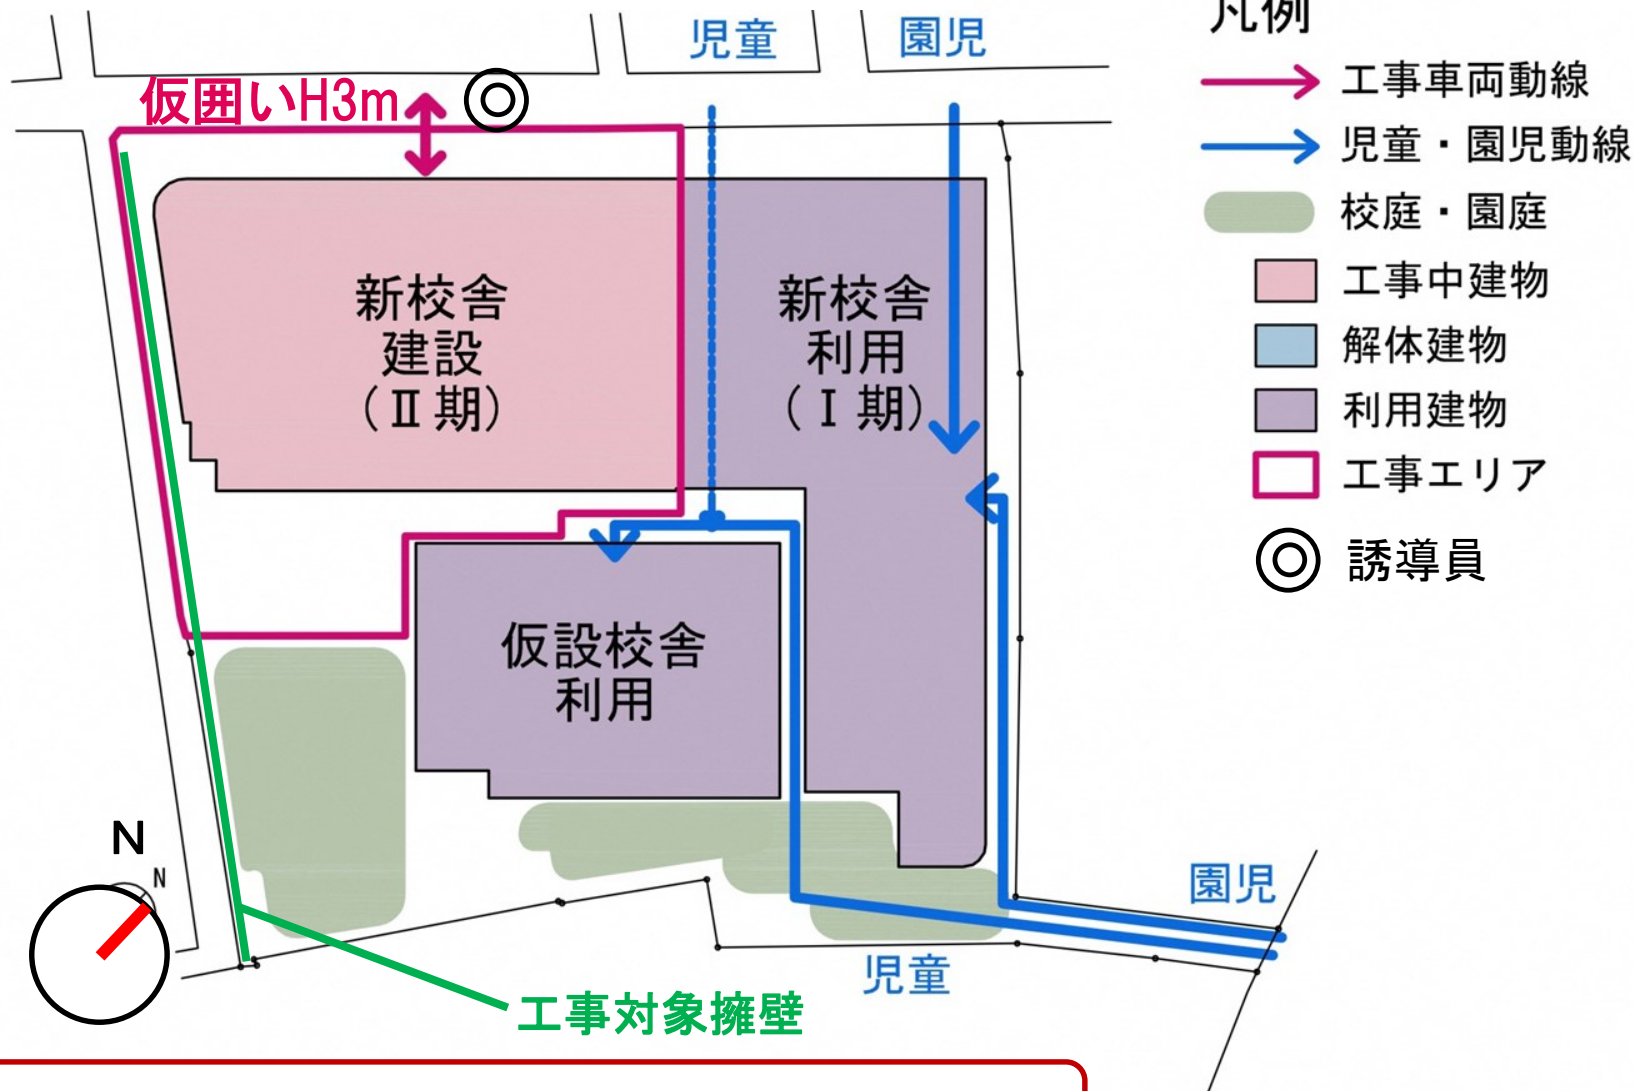 児童
園児
凡例
仮囲いH3m
工事車両動線
児童・園児動線
校庭・園庭
工事中建物
解体建物
利用建物
工事エリア
誘導員
新校舎
建設
（Ⅱ期）
新校舎
利用
（Ⅰ期）
仮設校舎
利用
N
N
園児
児童
工事対象擁壁